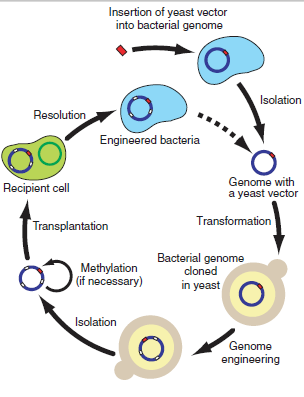 Insertion of yeast vector
into bacterial genome
Isolation
Resolution
Engineered bacteria
Recipient cell
Genome with
a yeast vector
Transplantation
Transformation
Bacterial genome
cloned
in yeast
Methylation
(if necessary)
Isolation
Genome
engineering